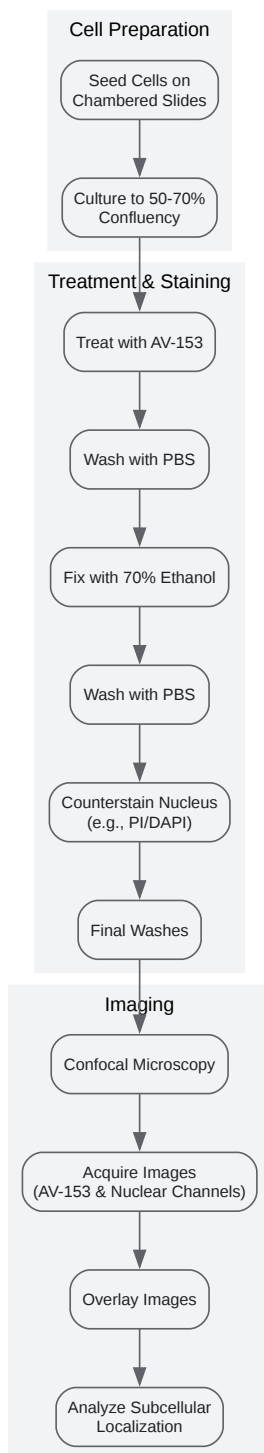 Cell Preparation
Seed Cells on
Chambered Slides
Culture to 50-70%
Confluency
Treatment & Staining
Treat with AV-153
Wash with PBS
Fix with 70% Ethanol
Wash with PBS
Counterstain Nucleus
(e.g., PI/DAPI)
Final Washes
Imaging
Confocal Microscopy
Acquire Images
(AV-153 & Nuclear Channels)
Overlay Images
Analyze Subcellular
Localization